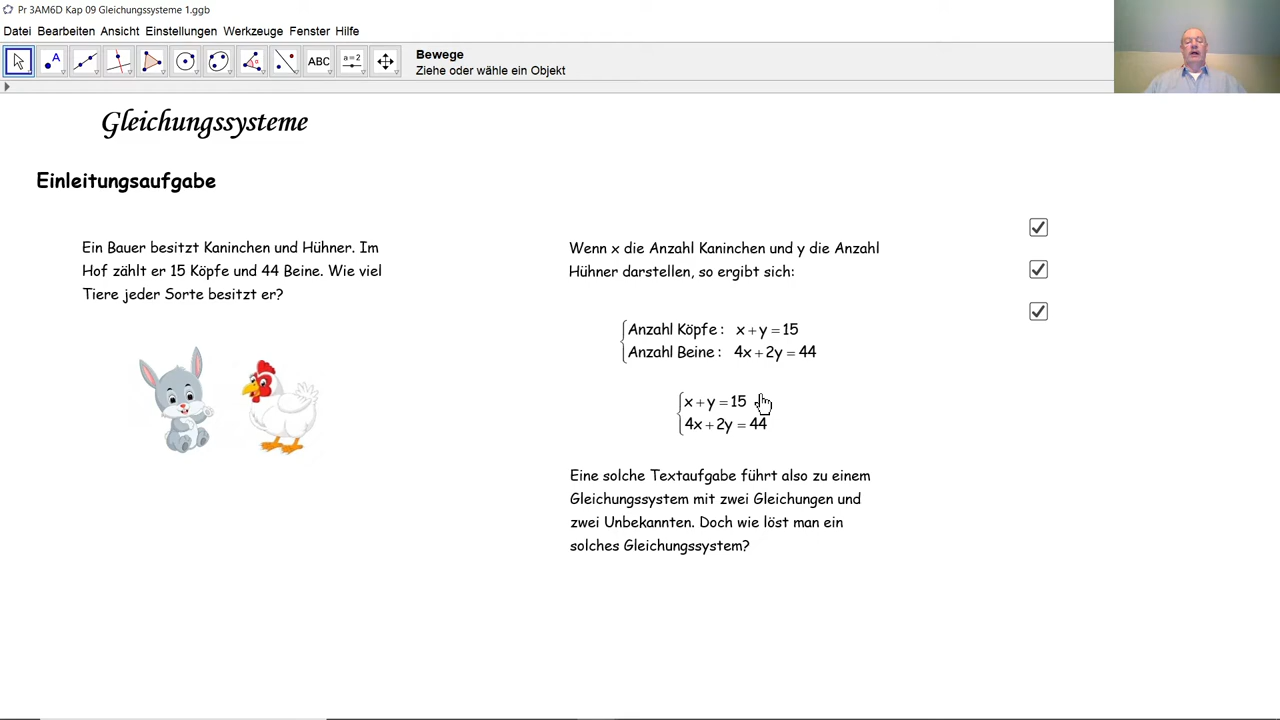 Pr 3AM6D Kap 09 Gleichungssysteme 1.ggb
Datei Bearbeiten Ansicht Einstellungen Werkzeuge Fenster Hilfe
A
ABC
a=2
Bewege
Ziehe oder wähle ein Objekt
Gleichungssysteme
Einleitungsaufgabe
Ein Bauer besitzt Kaninchen und Hühner. Im
Hof zählt er 15 Köpfe und 44 Beine. Wie viel
Tiere jeder Sorte besitzt er?
Wenn x die Anzahl Kaninchen und y die Anzahl
Hühner darstellen, so ergibt sich:
Anzahl Köpfe : x + y = 15
Anzahl Beine : 4x + 2y = 44
x + y = 15
4x + 2y = 44
Eine solche Textaufgabe führt also zu einem
Gleichungssystem mit zwei Gleichungen und
zwei Unbekannten. Doch wie löst man ein
solches Gleichungssystem?